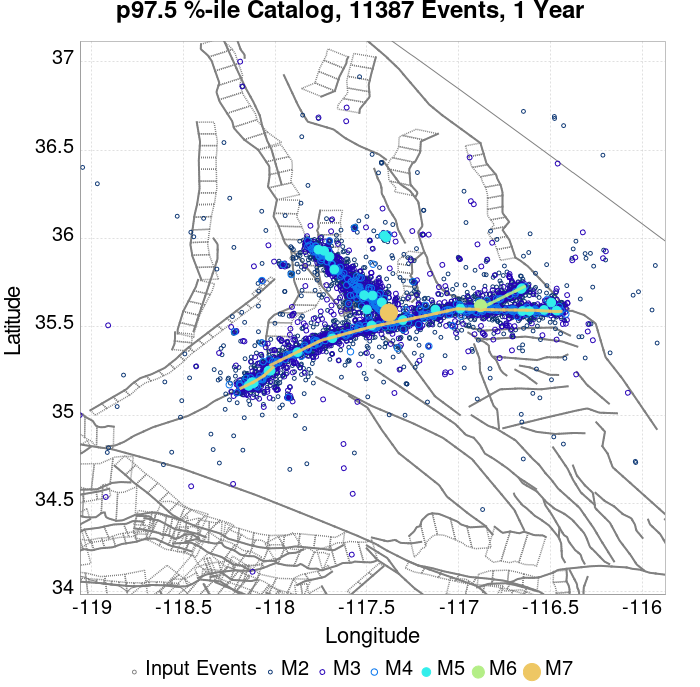 p97.5 %-ile Catalog, 11387 Events, 1 Year
37
36.5
36
35.5
35
34.5
34
Latitude
-119 -118.5 -118 -117.5 -117 -116.5 -116
Longitude
Input Events M2 M3 M4 M5 M6 M7